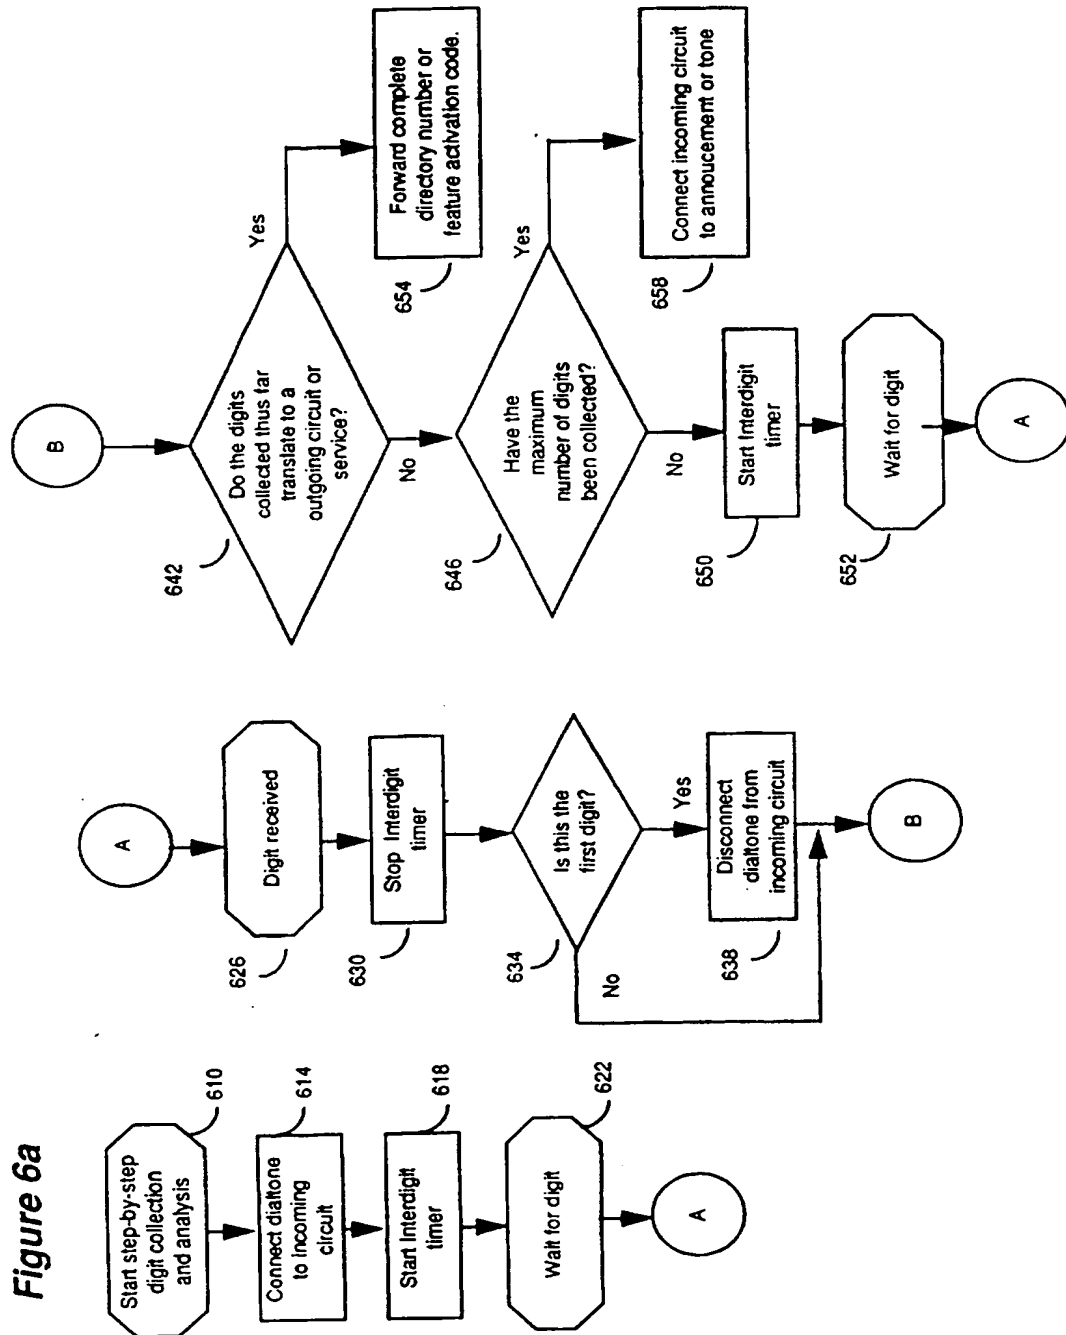 Figure 6a
Start step-by-step
digit collection
and analysis
610
Connect dialtone
to incoming
circuit
614
Start Interdigit
timer
618
Wait for digit
622
A
A
Digit received
626
Stop Interdigit
timer
630
Is this the
first digit?
634
No
Yes
Disconnect
dialtone from
incoming circuit
638
B
B
Do the digits
collected thus far
translate to a
outgoing circuit or
service?
642
Yes
No
Forward complete
directory number or
feature activation code.
654
Have the
maximum
number of digits
been collected?
646
Yes
No
Connect incoming circuit
to annoucement or tone
658
Start Interdigit
timer
650
Wait for digit
652
A